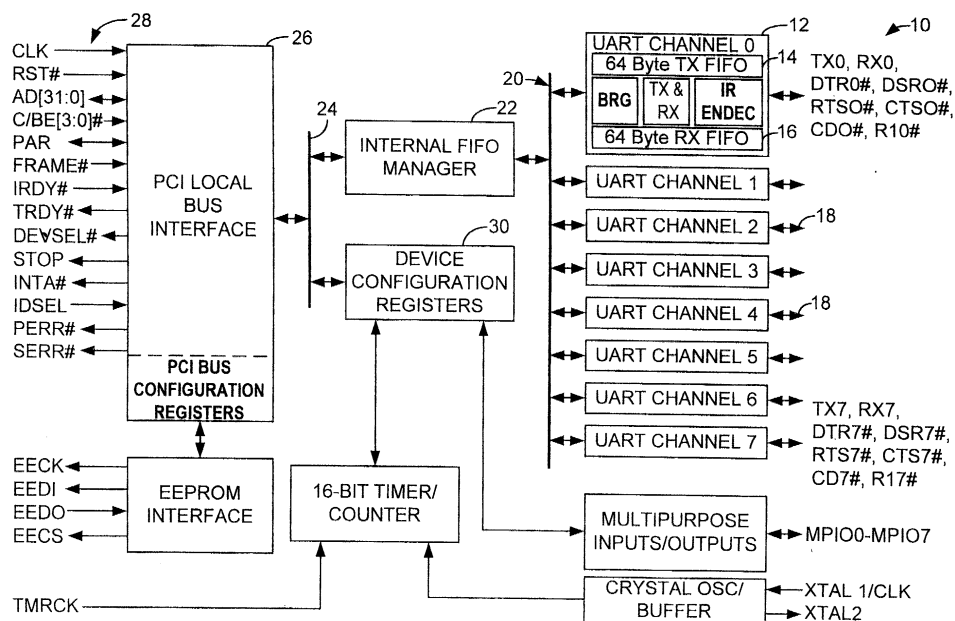 28
CLK
RST#
AD[31:0]
C/BE[3:0]#
PAR
FRAME#
IRDY#
TRDY#
DE∀SEL#
STOP
INTA#
IDSEL
PERR#
SERR#
26
PCI LOCAL
BUS
INTERFACE
PCI BUS
CONFIGURATION
REGISTERS
EECK
EEDI
EEDO
EECS
EEPROM
INTERFACE
TMRCK
24
22
INTERNAL FIFO
MANAGER
30
DEVICE
CONFIGURATION
REGISTERS
16-BIT TIMER/
COUNTER
20
12
UART CHANNEL 0
64 Byte TX FIFO
14
BRG
TX &
RX
IR
ENDEC
64 Byte RX FIFO
16
10
TX0, RX0,
DTR0#, DSRO#,
RTSO#, CTSO#,
CDO#, R10#
UART CHANNEL 1
UART CHANNEL 2
18
UART CHANNEL 3
UART CHANNEL 4
18
UART CHANNEL 5
UART CHANNEL 6
UART CHANNEL 7
TX7, RX7,
DTR7#, DSR7#,
RTS7#, CTS7#,
CD7#, R17#
MULTIPURPOSE
INPUTS/OUTPUTS
MPIO0-MPIO7
CRYSTAL OSC/
BUFFER
XTAL 1/CLK
XTAL2